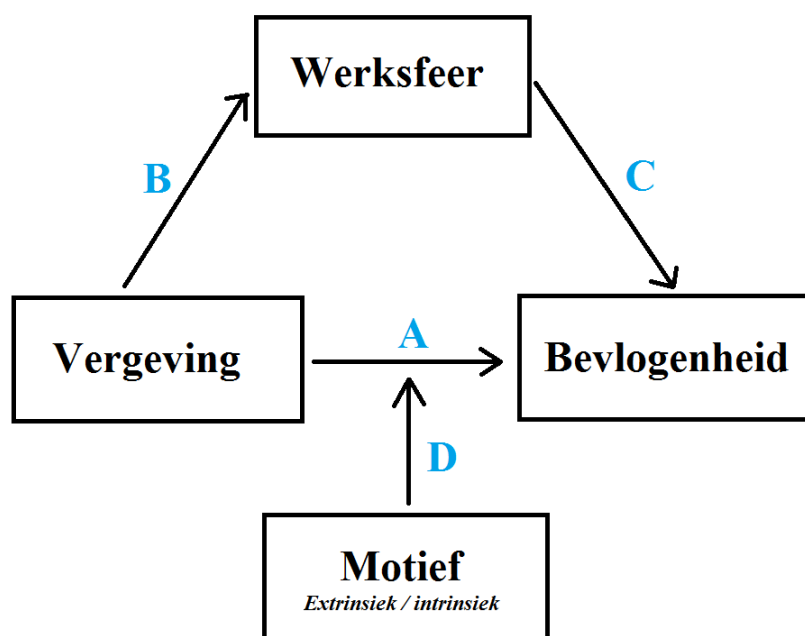 Werksfeer
B
C
Vergeving
A
Bevlogenheid
D
Motief
Extrinsiek / intrinsiek